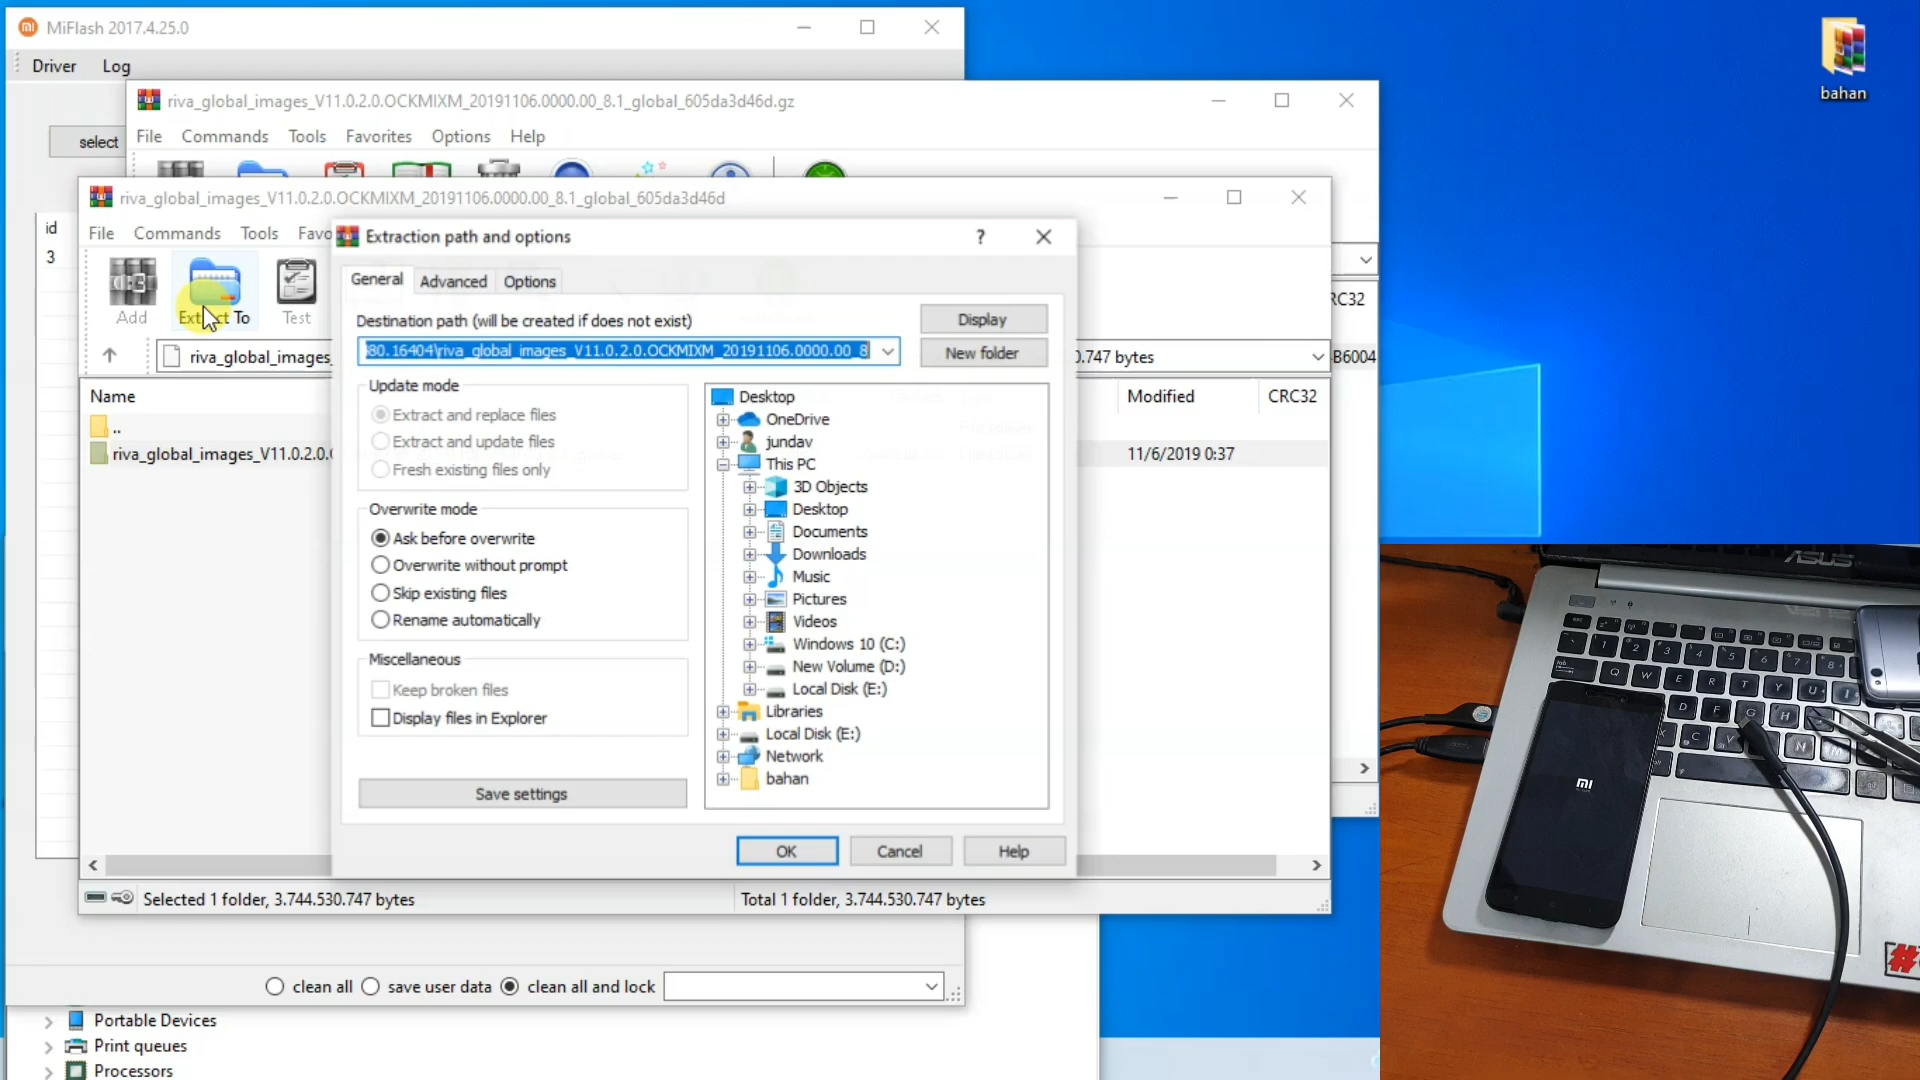 MiFlash 2017.4.25.0
bahan
Driver Log
riva_global_images_V11.0.2.0.OCKMIXM_20191106.0000.00_8.1_global_605da3d46d.gz
select
File Commands Tools Favorites Options Help
riva_global_images_V11.0.2.0.OCKMIXM_20191106.0000.00_8.1_global_605da3d46d
id
File Commands Tools Favo
3
Extraction path and options
?
General Advanced Options
Add Extract To Test
Destination path (will be created if does not exist)
Display
RC32
380.16404\riva_global_images_V11.0.2.0.OCKMIXM_20191106.0000.00_8
New folder
riva_global_images_
0.747 bytes
B6004
Update mode
Extract and replace files
Extract and update files
Fresh existing files only
Overwrite mode
Ask before overwrite
Overwrite without prompt
Skip existing files
Rename automatically
Miscellaneous
Keep broken files
Display files in Explorer
Save settings
Desktop
OneDrive
jundav
This PC
3D Objects
Desktop
Documents
Downloads
Music
Pictures
Videos
Windows 10 (C:)
New Volume (D:)
Local Disk (E:)
Libraries
Local Disk (E:)
Network
bahan
Name
Modified CRC32
..
riva_global_images_V11.0.2.0.
11/6/2019 0:37
OK Cancel Help
Selected 1 folder, 3.744.530.747 bytes
Total 1 folder, 3.744.530.747 bytes
clean all save user data clean all and lock
Portable Devices
Print queues
Processors
ASUS
mi